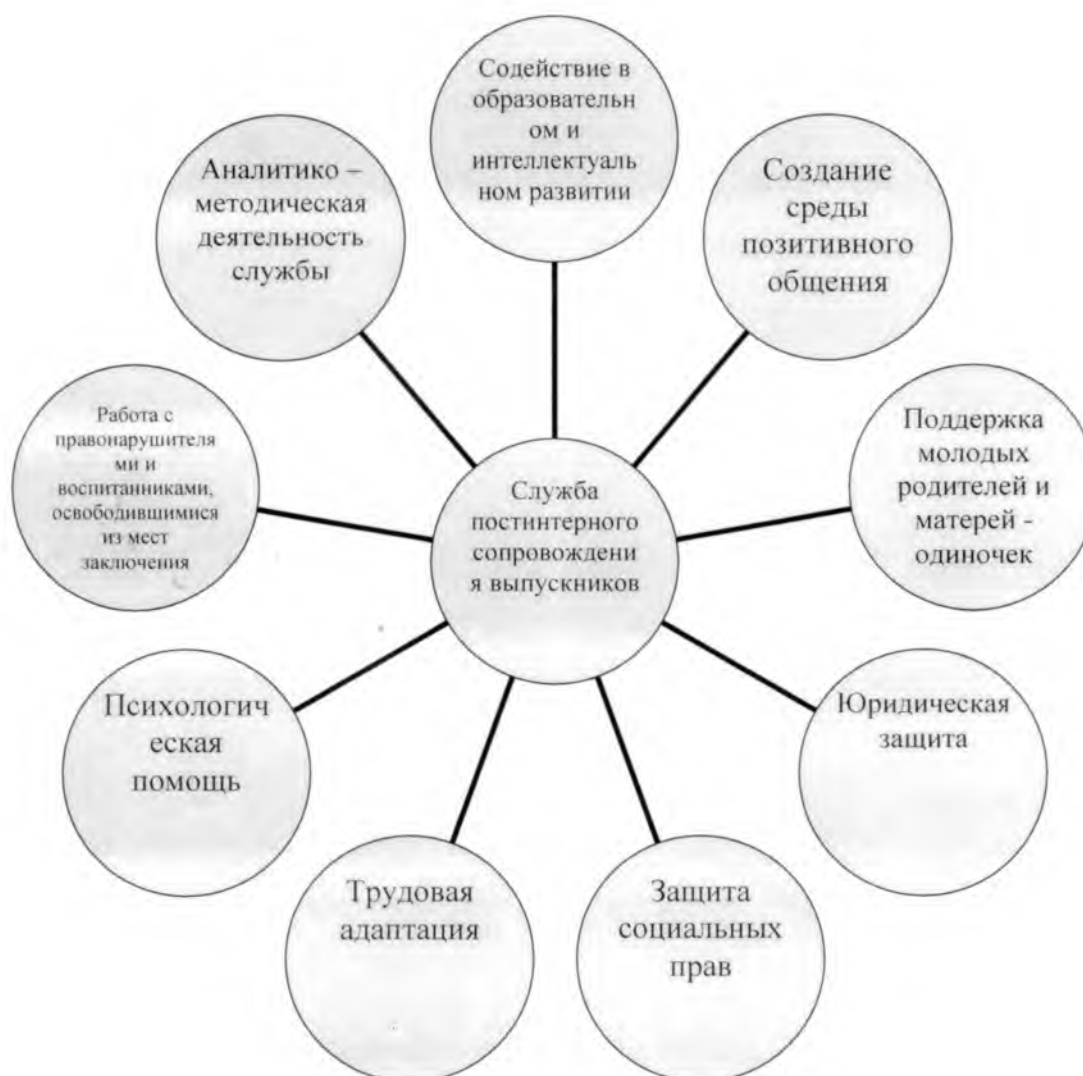 Содействие в
образовательн
ом и
интеллектуаль
ном развитии
Создание
среды
позитивного
общения
Поддержка
молодых
родителей и
матерей -
одиночек
Юридическая
защита
Защита
социальных
прав
Трудовая
адаптация
Психологич
еская
помощь
Работа с
правонарушителя
ми и
воспитанниками,
освободившимися
из мест
заключения
Аналитико –
методическая
деятельность
службы
Служба
постинтерного
сопровождени
я выпускников